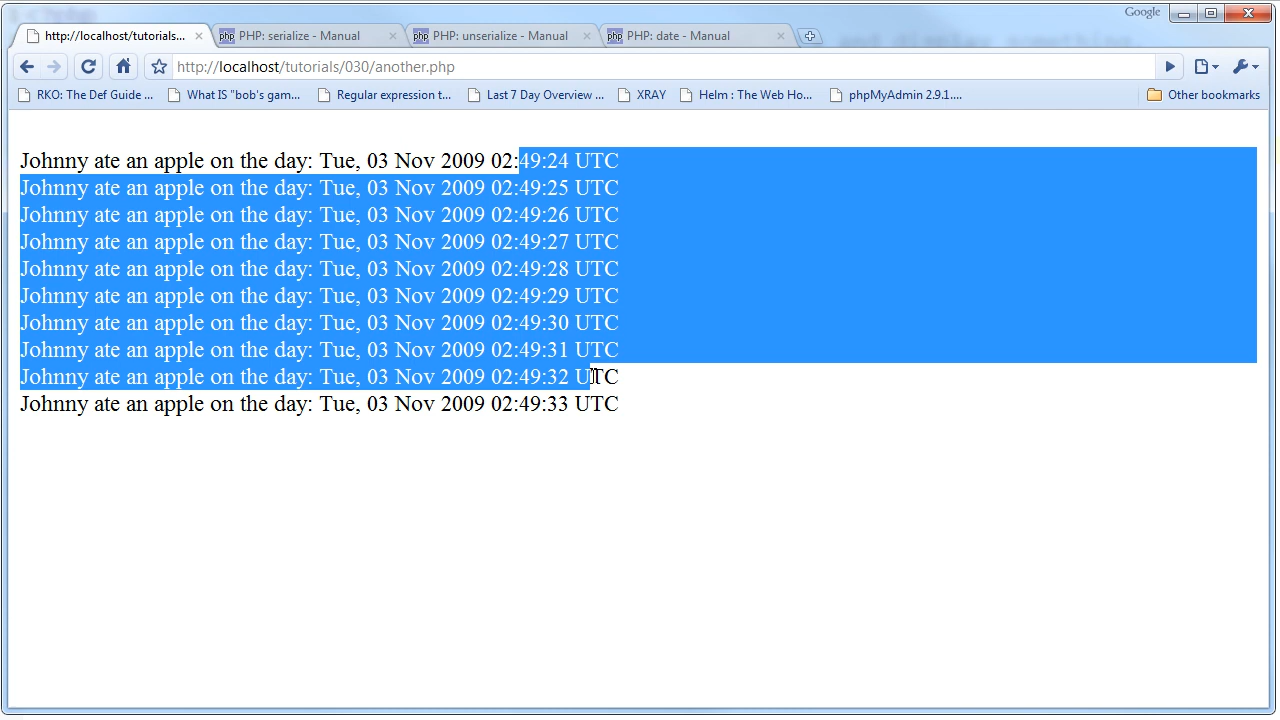 <?php
and display something.
Google
http://localhost/tutorials...
PHP: serialize - Manual
PHP: unserialize - Manual
PHP: date - Manual
http://localhost/tutorials/030/another.php
RKO: The Def Guide ...
What IS "bob's gam...
Regular expression t...
Last 7 Day Overview ...
XRAY
Helm : The Web Ho...
phpMyAdmin 2.9.1....
Other bookmarks
Johnny ate an apple on the day: Tue, 03 Nov 2009 02:49:24 UTC
Johnny ate an apple on the day: Tue, 03 Nov 2009 02:49:25 UTC
Johnny ate an apple on the day: Tue, 03 Nov 2009 02:49:26 UTC
Johnny ate an apple on the day: Tue, 03 Nov 2009 02:49:27 UTC
Johnny ate an apple on the day: Tue, 03 Nov 2009 02:49:28 UTC
Johnny ate an apple on the day: Tue, 03 Nov 2009 02:49:29 UTC
Johnny ate an apple on the day: Tue, 03 Nov 2009 02:49:30 UTC
Johnny ate an apple on the day: Tue, 03 Nov 2009 02:49:31 UTC
Johnny ate an apple on the day: Tue, 03 Nov 2009 02:49:32 UTC
Johnny ate an apple on the day: Tue, 03 Nov 2009 02:49:33 UTC